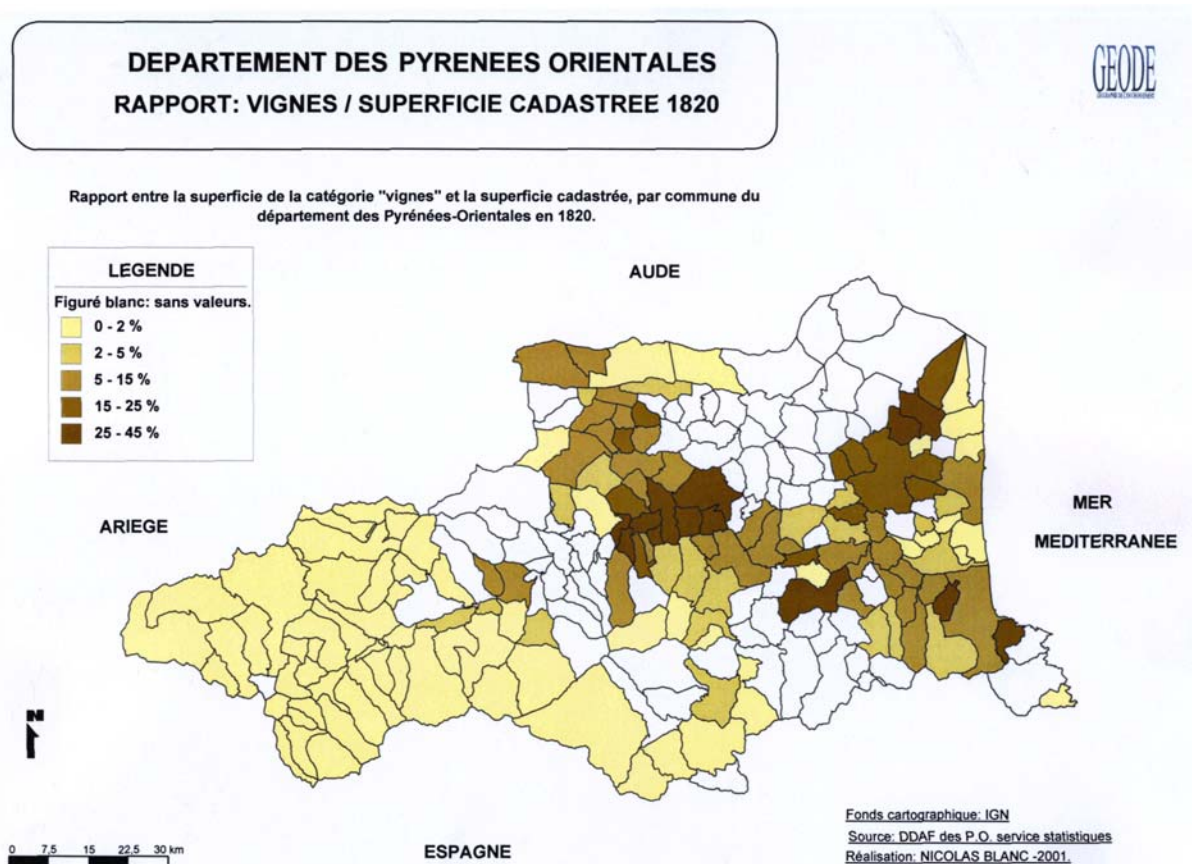 DEPARTEMENT DES PYRENEES ORIENTALES
RAPPORT: VIGNES / SUPERFICIE CADASTREE 1820
GEODE
Rapport entre la superficie de la catégorie "vignes" et la superficie cadastrée, par commune du
département des Pyrénées-Orientales en 1820.
LEGENDE
Figuré blanc: sans valeurs.
0 - 2 %
2 - 5 %
5 - 15 %
15 - 25 %
25 - 45 %
AUDE
ARIEGE
MER
MEDITERRANEE
N
0 7,5 15 22,5 30 km
ESPAGNE
Fonds cartographique: IGN
Source: DDAF des P.O. service statistiques
Réalisation: NICOLAS BLANC -2001.